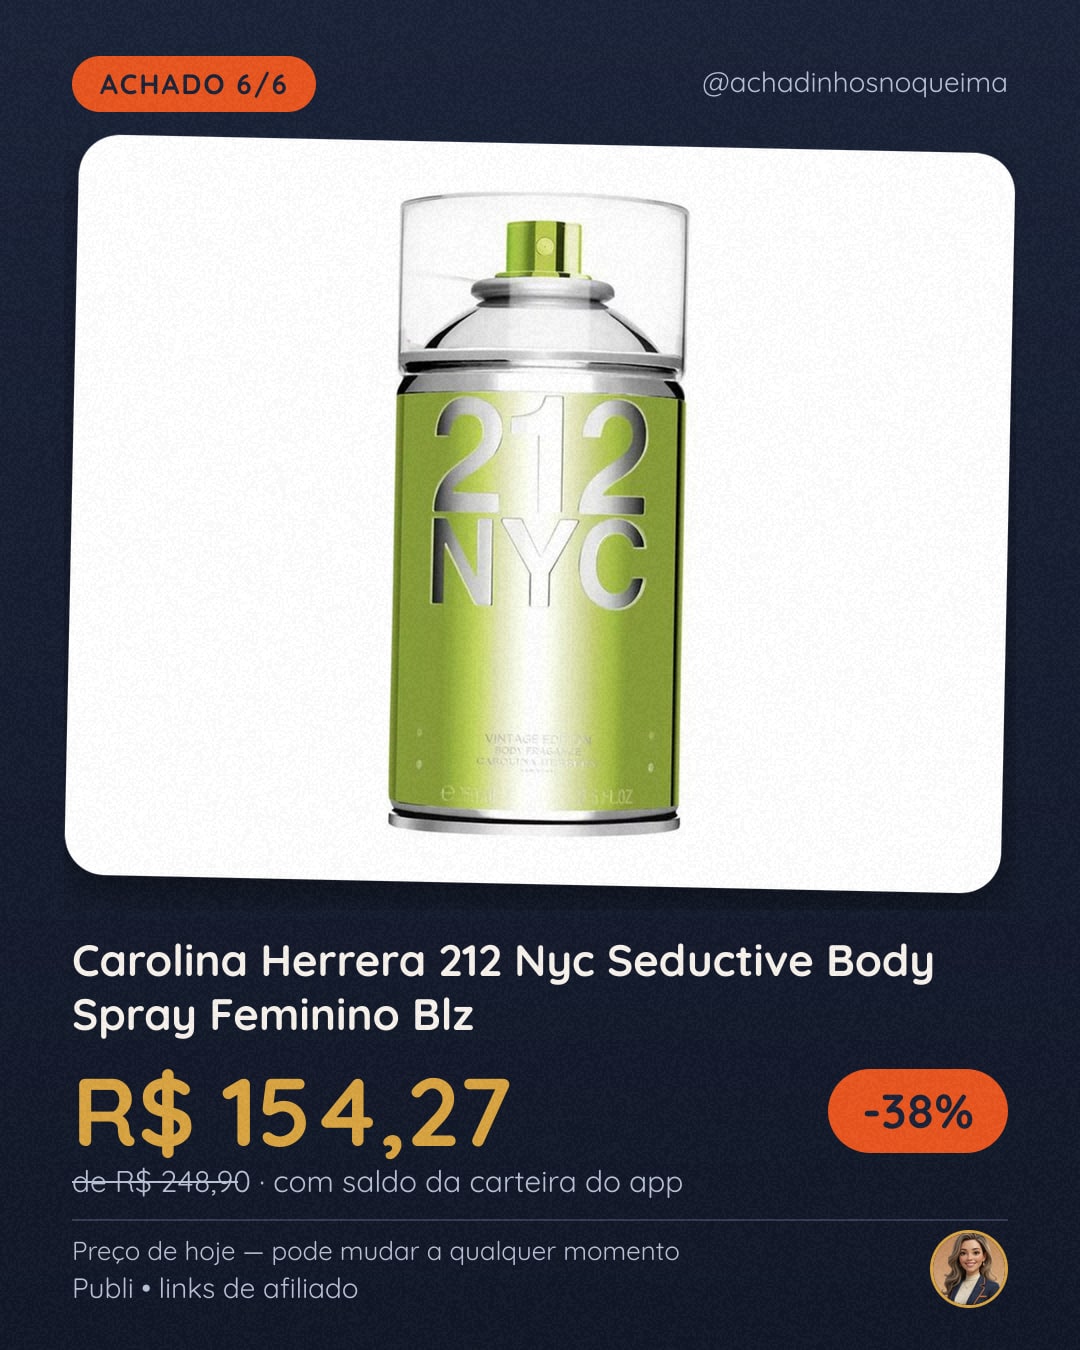 ACHADO 6/6
@achadinhosnoqueima
212
NYC
VINTAGE EDITION
BODY FRAGANCE
CAROLINA HERRERA
Carolina Herrera 212 Nyc Seductive Body
Spray Feminino Blz
R$ 154,27
-38%
de R$ 248,90 · com saldo da carteira do app
Preço de hoje — pode mudar a qualquer momento
Publi • links de afiliado